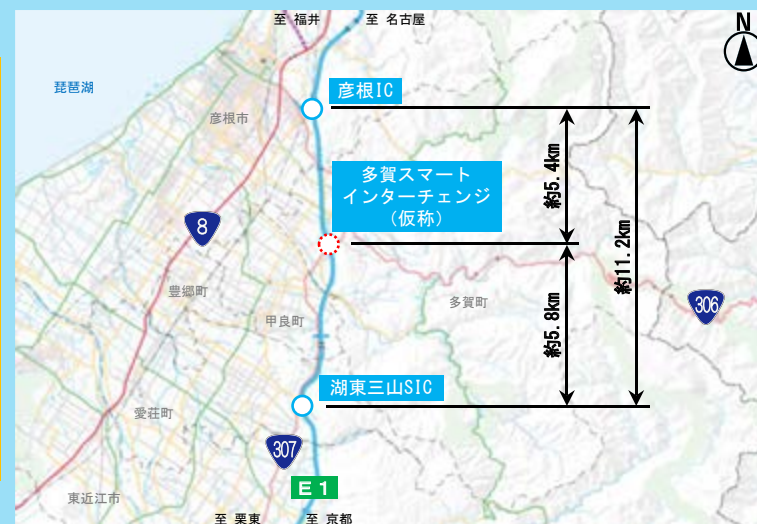 至 福井
至 名古屋
N
琵琶湖
彦根IC
彦根市
多賀スマート
インターチェンジ
（仮称）
約5.4km
約11.2km
8
豊郷町
多賀町
306
甲良町
約5.8km
湖東三山SIC
愛荘町
307
E1
東近江市
至 栗東
至 京都